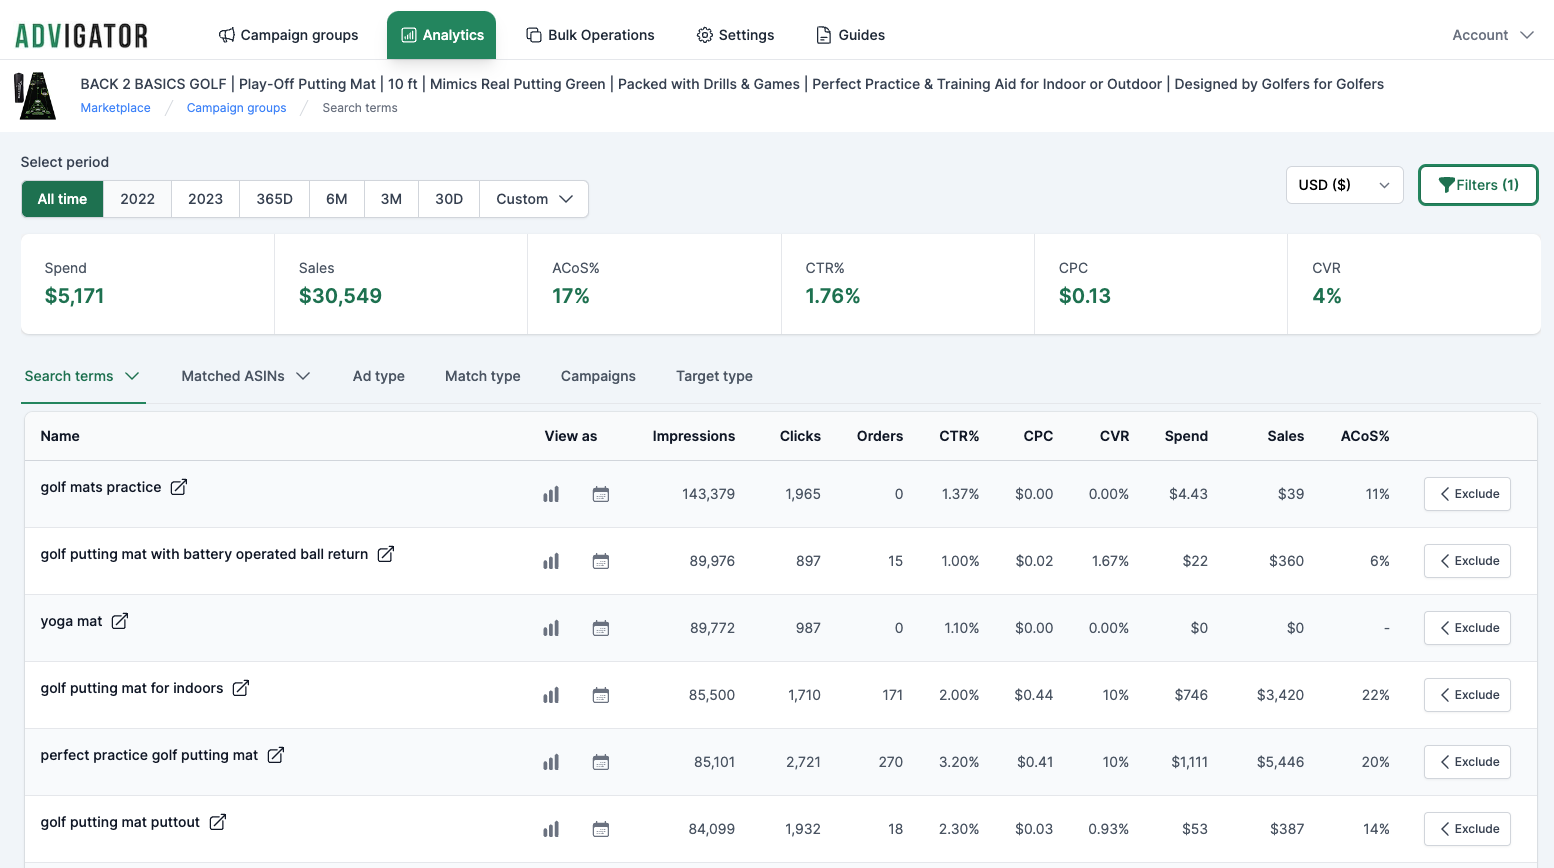 ADVIGATOR
Campaign groups
Analytics
Bulk Operations
Settings
Guides
Account
BACK 2 BASICS GOLF | Play-Off Putting Mat | 10 ft | Mimics Real Putting Green | Packed with Drills & Games | Perfect Practice & Training Aid for Indoor or Outdoor | Designed by Golfers for Golfers
Marketplace / Campaign groups / Search terms
Select period
All time 2022 2023 365D 6M 3M 30D Custom
USD ($)
Filters (1)
Spend
$5,171
Sales
$30,549
ACoS%
17%
CTR%
1.76%
CPC
$0.13
CVR
4%
Search terms Matched ASINs Ad type Match type Campaigns Target type
Name View as Impressions Clicks Orders CTR% CPC CVR Spend Sales ACoS%
golf mats practice 143,379 1,965 0 1.37% $0.00 0.00% $4.43 $39 11% Exclude
golf putting mat with battery operated ball return 89,976 897 15 1.00% $0.02 1.67% $22 $360 6% Exclude
yoga mat 89,772 987 0 1.10% $0.00 0.00% $0 $0 - Exclude
golf putting mat for indoors 85,500 1,710 171 2.00% $0.44 10% $746 $3,420 22% Exclude
perfect practice golf putting mat 85,101 2,721 270 3.20% $0.41 10% $1,111 $5,446 20% Exclude
golf putting mat puttout 84,099 1,932 18 2.30% $0.03 0.93% $53 $387 14% Exclude